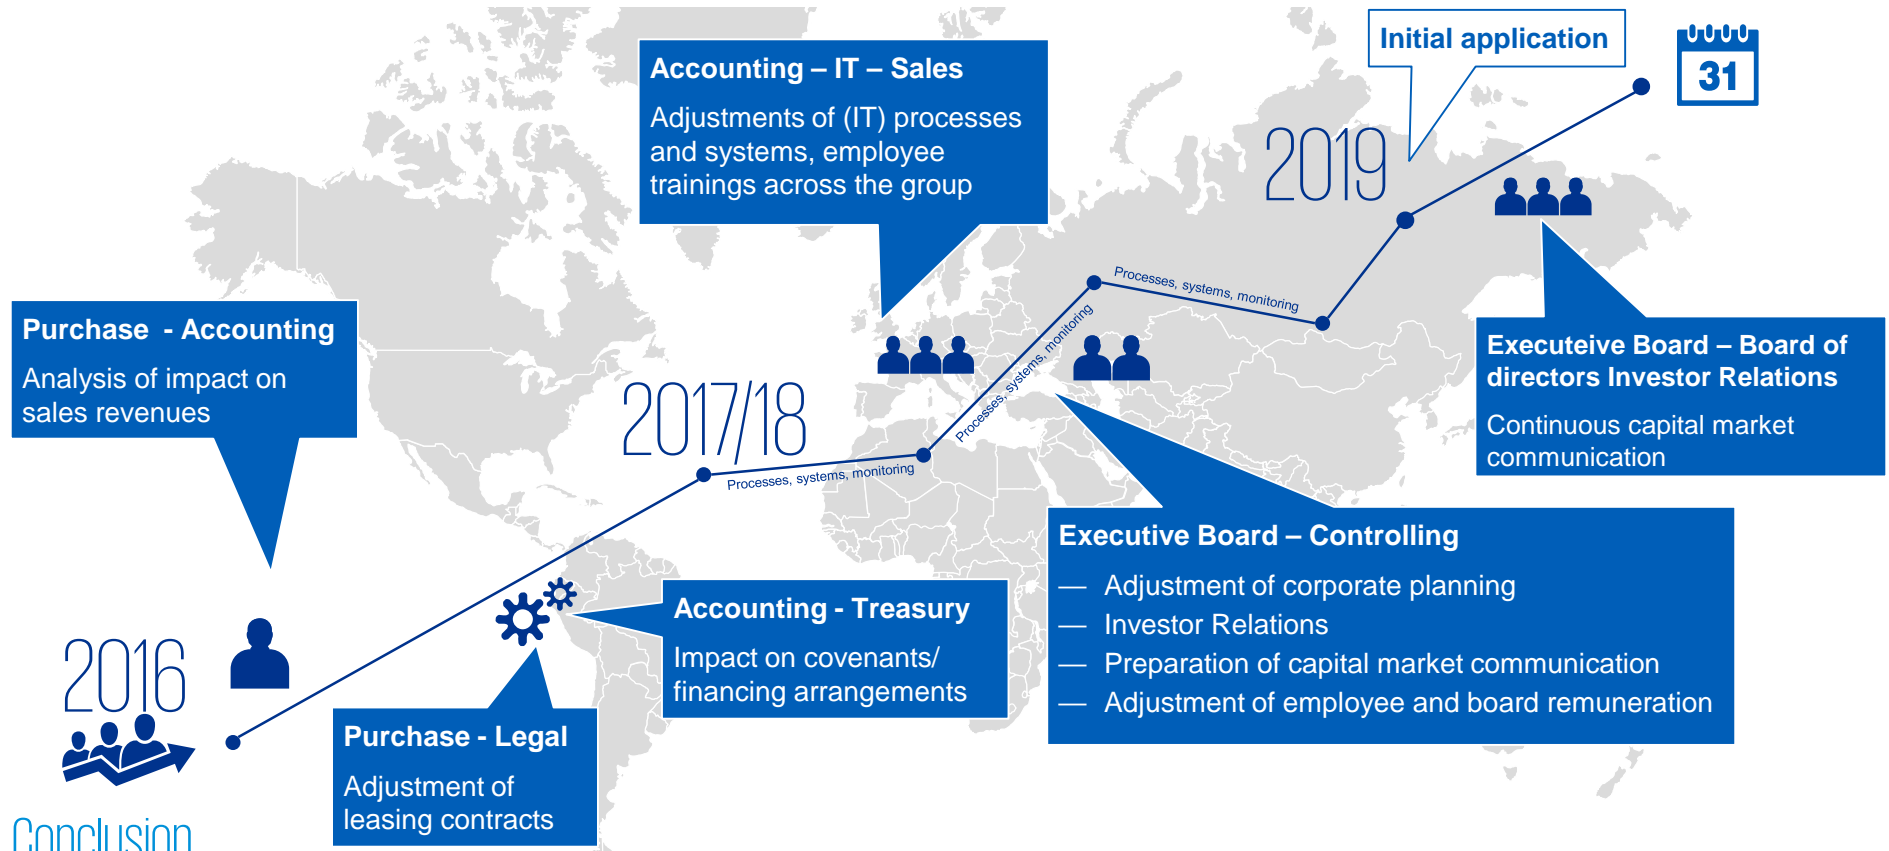 Initial application
31
Accounting – IT – Sales
Adjustments of (IT) processes
and systems, employee
trainings across the group
2019
Processes, systems, monitoring
Purchase - Accounting
Analysis of impact on
sales revenues
Executeive Board – Board of
directors Investor Relations
Continuous capital market
communication
2017/18
Processes, systems, monitoring
Processes, systems, monitoring
Executive Board – Controlling
— Adjustment of corporate planning
— Investor Relations
— Preparation of capital market communication
— Adjustment of employee and board remuneration
Accounting - Treasury
Impact on covenants/
financing arrangements
2016
Purchase - Legal
Adjustment of
leasing contracts
Conclusion